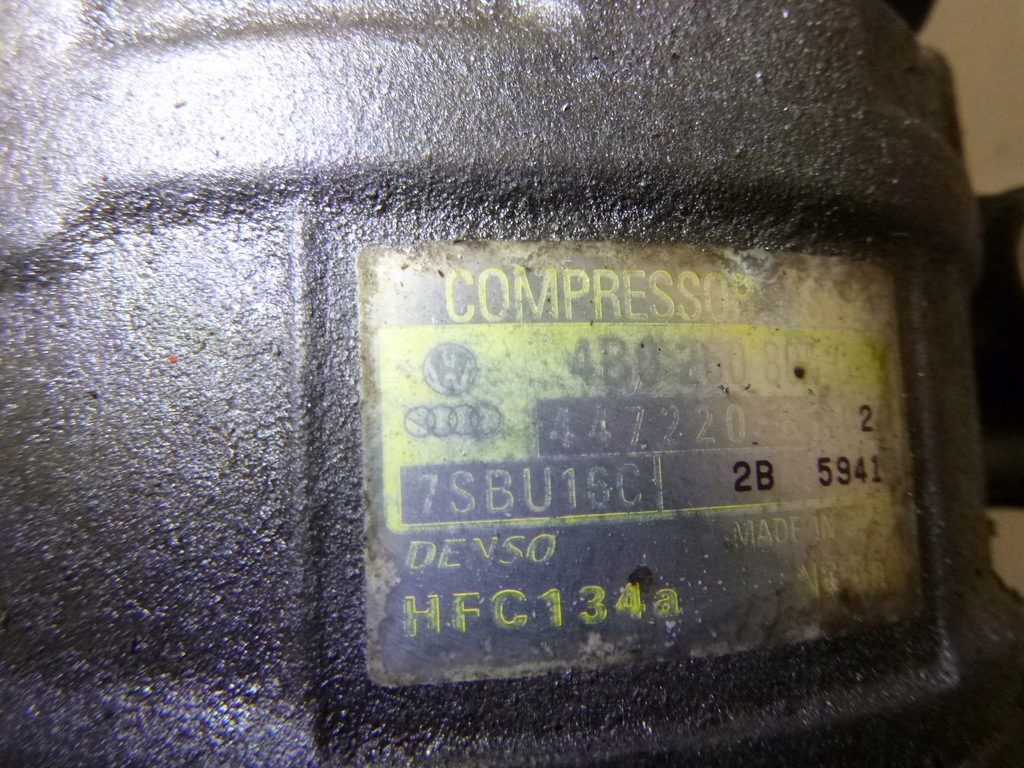 COMPRESSOR
447220 2
7SBU16C 2B 5941
DENSO MADE IN
HFC134a